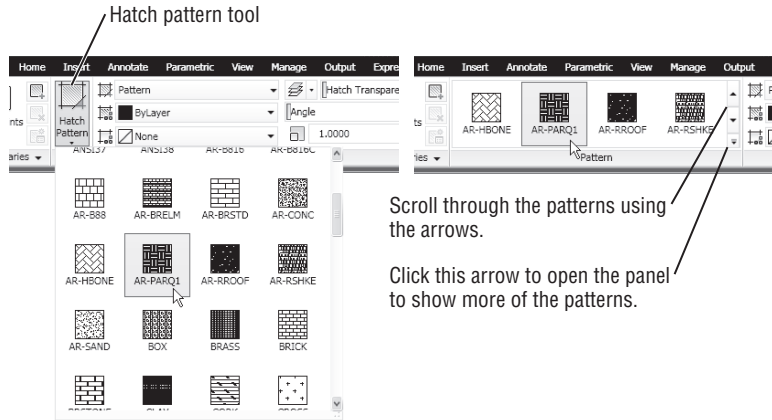 Hatch pattern tool
Home Insert Annotate Parametric View Manage Output
Pattern
Hatch
ByLayer
Angle
Hatch
Pattern
None
1.0000
ANSI37 ANSI38 AR-B816 AR-B816C
AR-B88 AR-BRELM AR-BRSTD AR-CONC
AR-HBONE AR-PARQ1 AR-RROOF AR-RSHKE
AR-SAND BOX BRASS BRICK
Home Insert Annotate Parametric View Manage Output
AR-HBONE AR-PARQ1 AR-RROOF AR-RSHKE
Pattern
Scroll through the patterns using
the arrows.
Click this arrow to open the panel
to show more of the patterns.